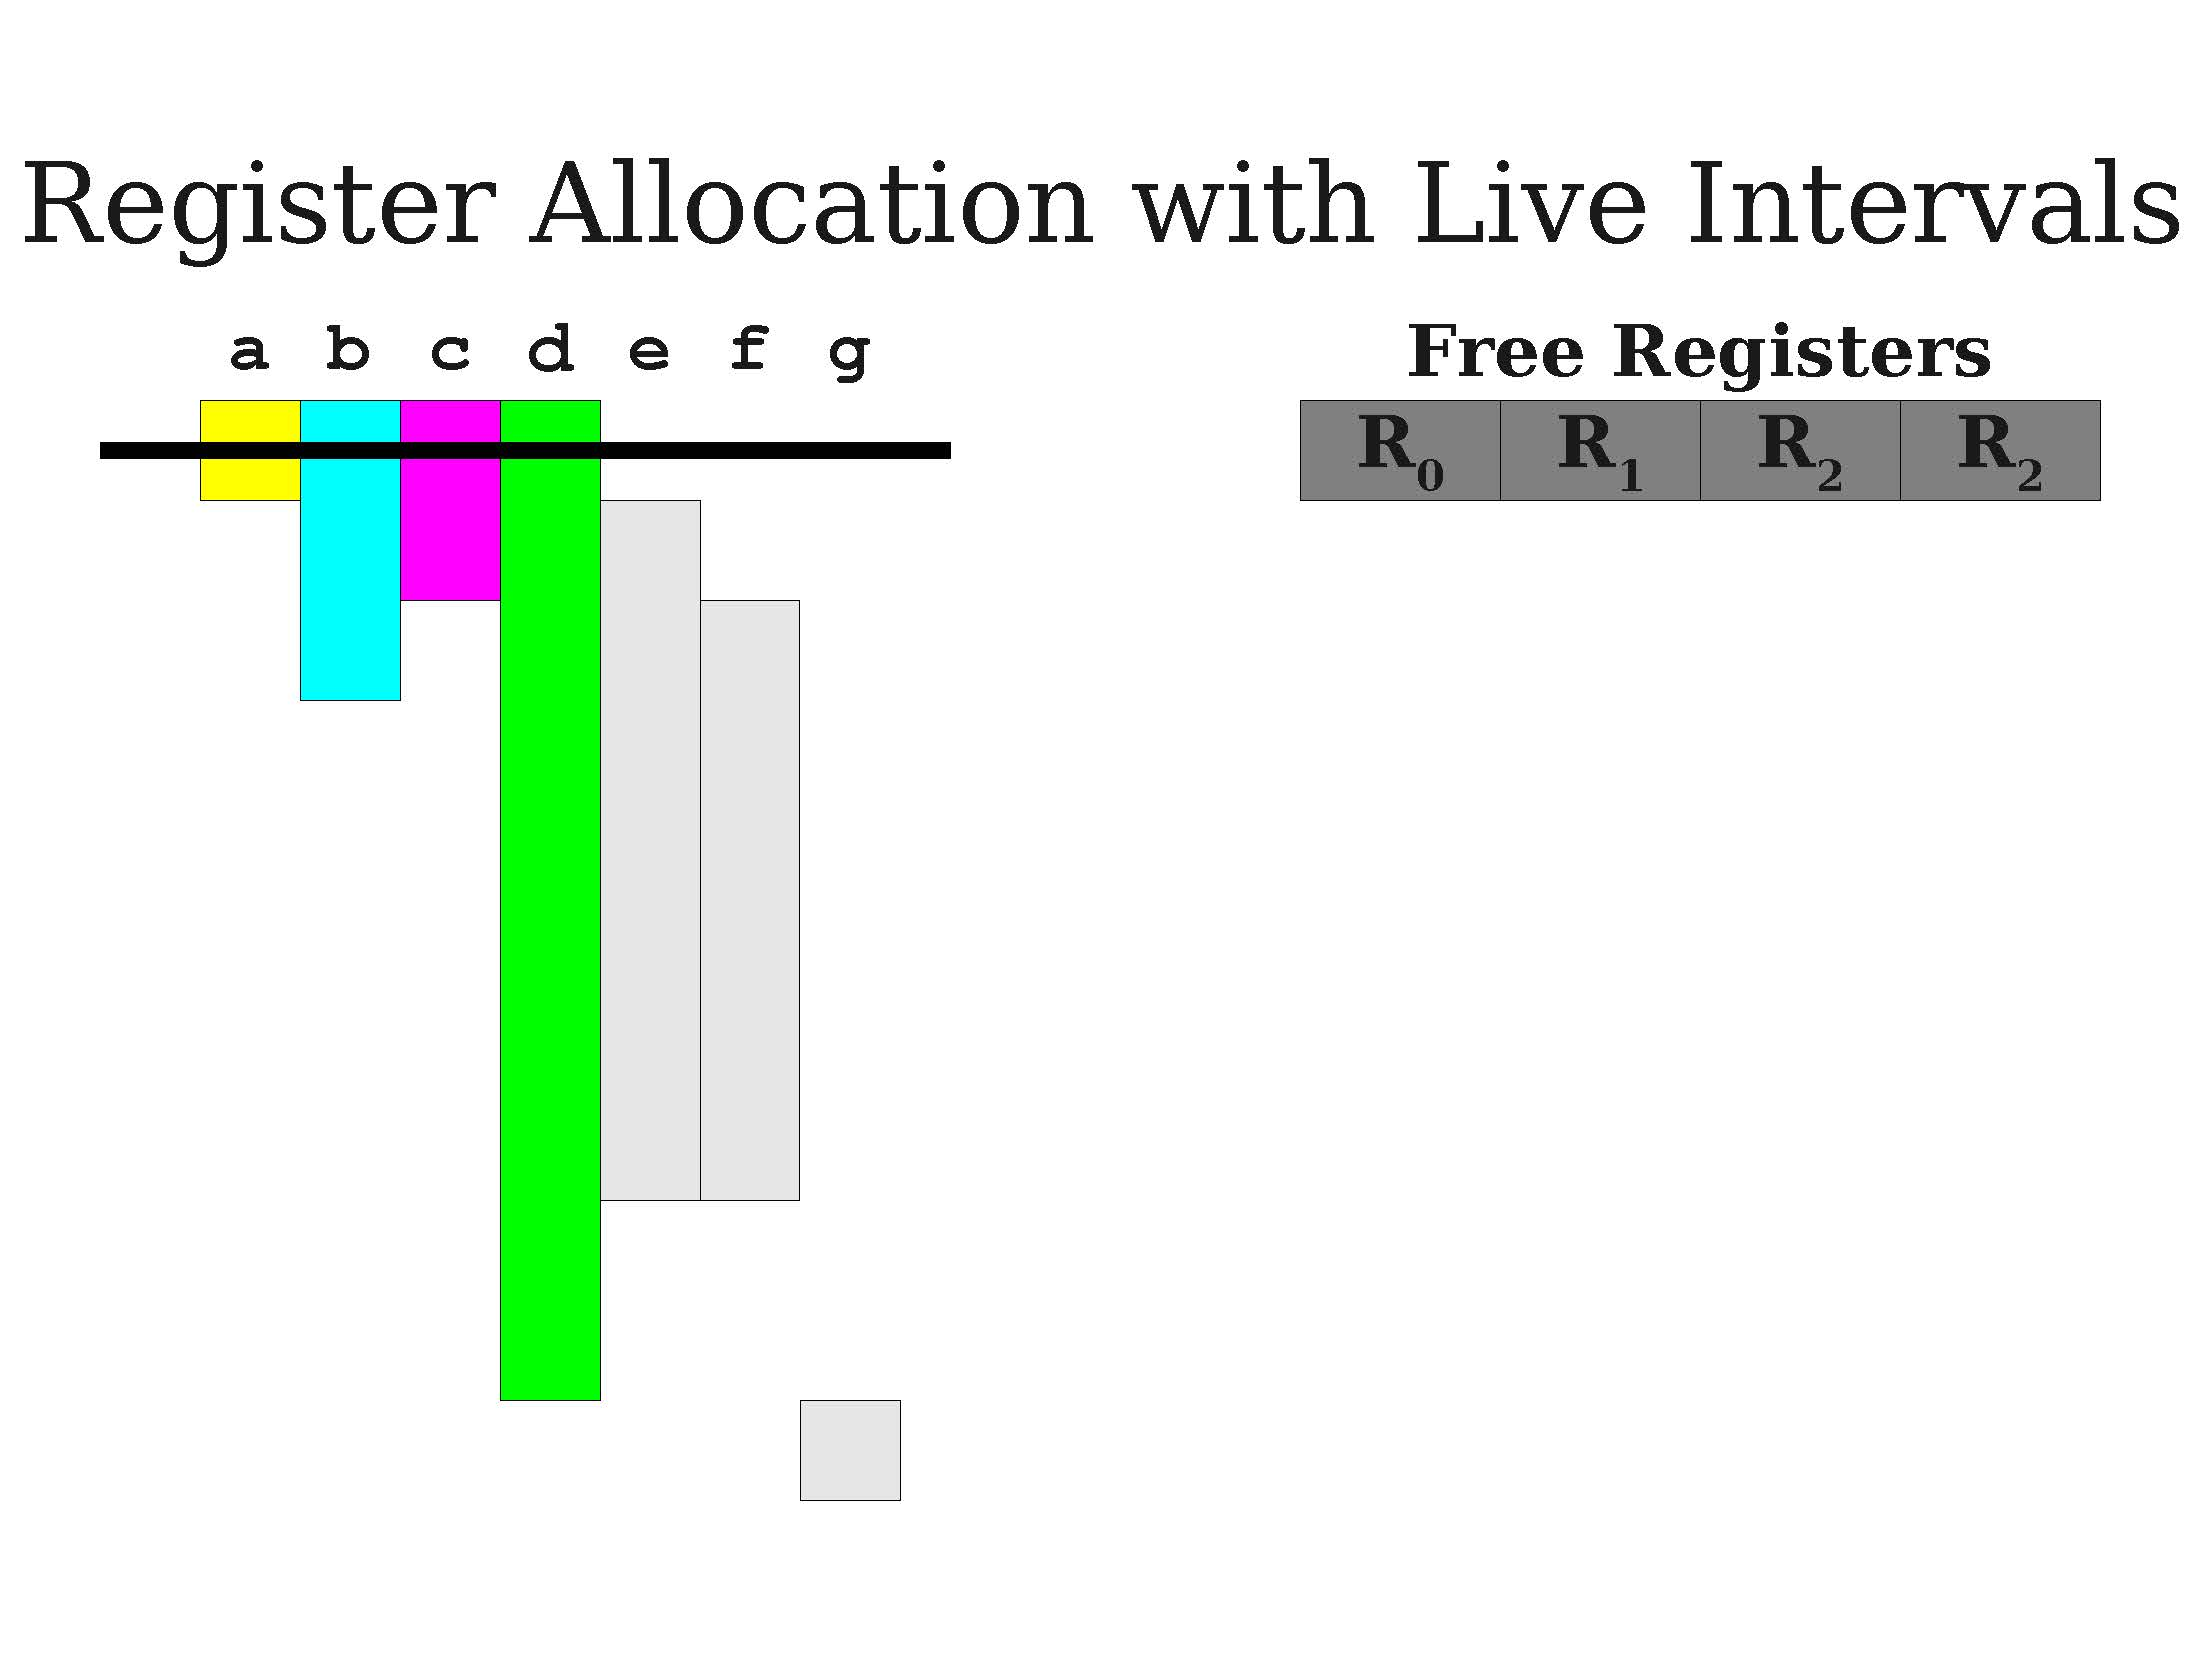 Register Allocation with Live Intervals
a b c d e f g
Free Registers
R₀ R₁ R₂ R₂